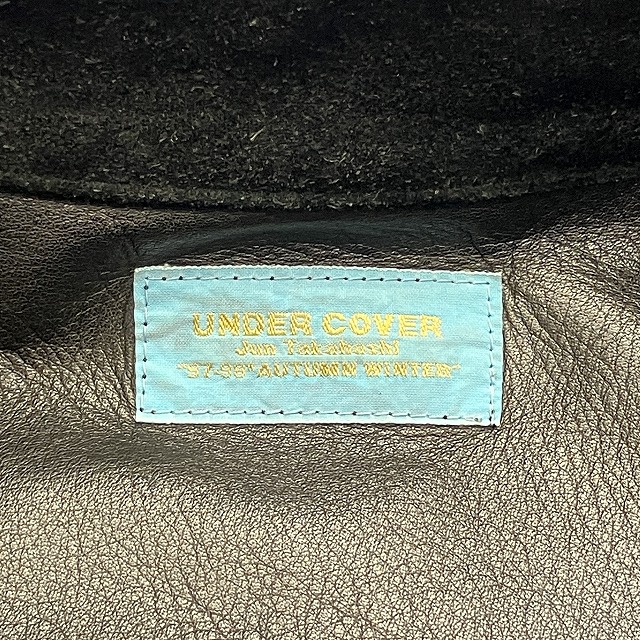 UNDER COVER
Jun Takahashi
"97-98" AUTUMN WINTER"